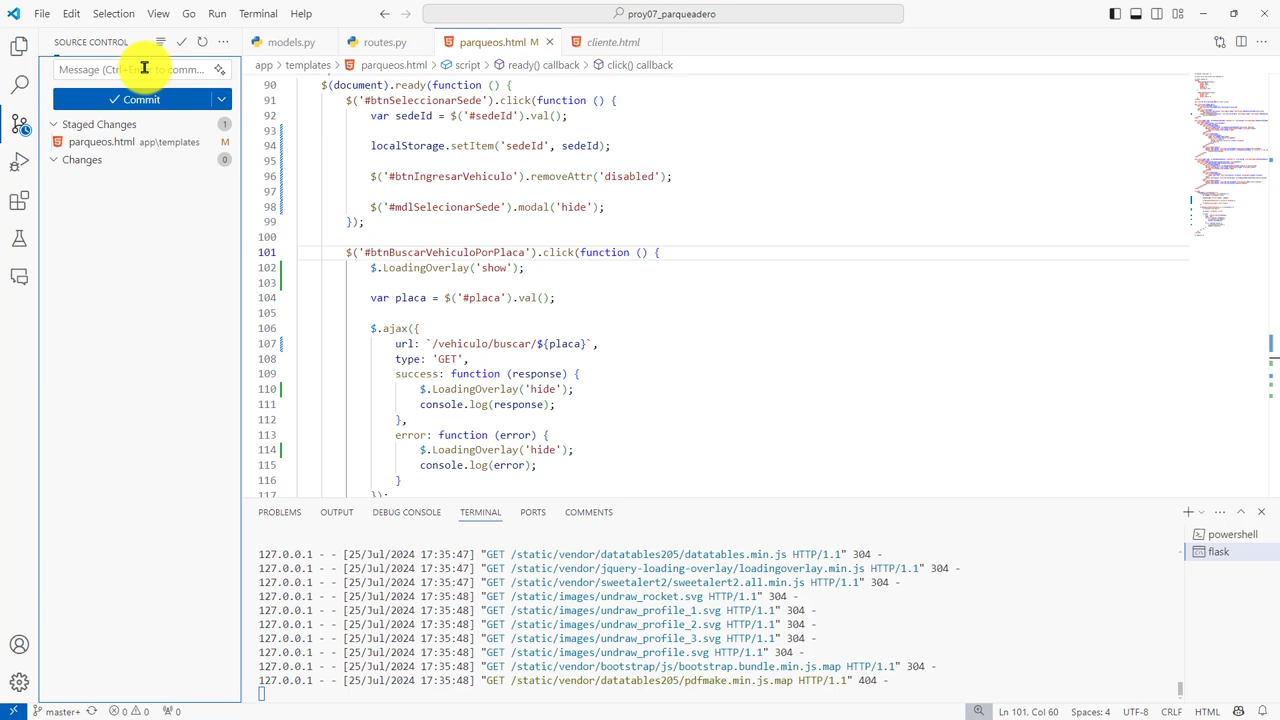 File Edit Selection View Go Run Terminal Help
proy07_parqueadero
SOURCE CONTROL
Message (Ctrl+Enter to comm...
Commit
Staged Changes 1
parqueos.html app\templates M
Changes 0
models.py routes.py parqueos.html M cliente.html
app > templates > parqueos.html > script > ready() callback > click() callback
90 $(document).ready(function () {
91 $('#btnSeleccionarSede').click(function () {
92 var sedeId = $('#
94 localStorage.setItem('sedeId', sedeId);
96 $('#btnIngresarVehiculo').removeAttr('disabled');
98 $('#mdlSeleccionarSede').modal('hide');
99 });
100
101 $('#btnBuscarVehiculoPorPlaca').click(function () {
102 $.LoadingOverlay('show');
103
104 var placa = $('#placa').val();
105
106 $.ajax({
107 url: `/vehiculo/buscar/${placa}`,
108 type: 'GET',
109 success: function (response) {
110 $.LoadingOverlay('hide');
111 console.log(response);
112 },
113 error: function (error) {
114 $.LoadingOverlay('hide');
115 console.log(error);
116 }
117 });
PROBLEMS OUTPUT DEBUG CONSOLE TERMINAL PORTS COMMENTS
powershell
flask
127.0.0.1 - - [25/Jul/2024 17:35:47] "GET /static/vendor/datatables205/datatables.min.js HTTP/1.1" 304 -
127.0.0.1 - - [25/Jul/2024 17:35:47] "GET /static/vendor/jquery-loading-overlay/loadingoverlay.min.js HTTP/1.1" 304 -
127.0.0.1 - - [25/Jul/2024 17:35:47] "GET /static/vendor/sweetalert2/sweetalert2.all.min.js HTTP/1.1" 304 -
127.0.0.1 - - [25/Jul/2024 17:35:47] "GET /static/images/undraw_rocket.svg HTTP/1.1" 304 -
127.0.0.1 - - [25/Jul/2024 17:35:48] "GET /static/images/undraw_profile_1.svg HTTP/1.1" 304 -
127.0.0.1 - - [25/Jul/2024 17:35:48] "GET /static/images/undraw_profile_2.svg HTTP/1.1" 304 -
127.0.0.1 - - [25/Jul/2024 17:35:48] "GET /static/images/undraw_profile_3.svg HTTP/1.1" 304 -
127.0.0.1 - - [25/Jul/2024 17:35:48] "GET /static/images/undraw_profile.svg HTTP/1.1" 304 -
127.0.0.1 - - [25/Jul/2024 17:35:48] "GET /static/vendor/bootstrap/js/bootstrap.bundle.min.js.map HTTP/1.1" 304 -
127.0.0.1 - - [25/Jul/2024 17:35:48] "GET /static/vendor/datatables205/pdfmake.min.js.map HTTP/1.1" 404 -
master+ 0 0 0 Ln 101, Col 60 Spaces: 4 UTF-8 CRLF HTML